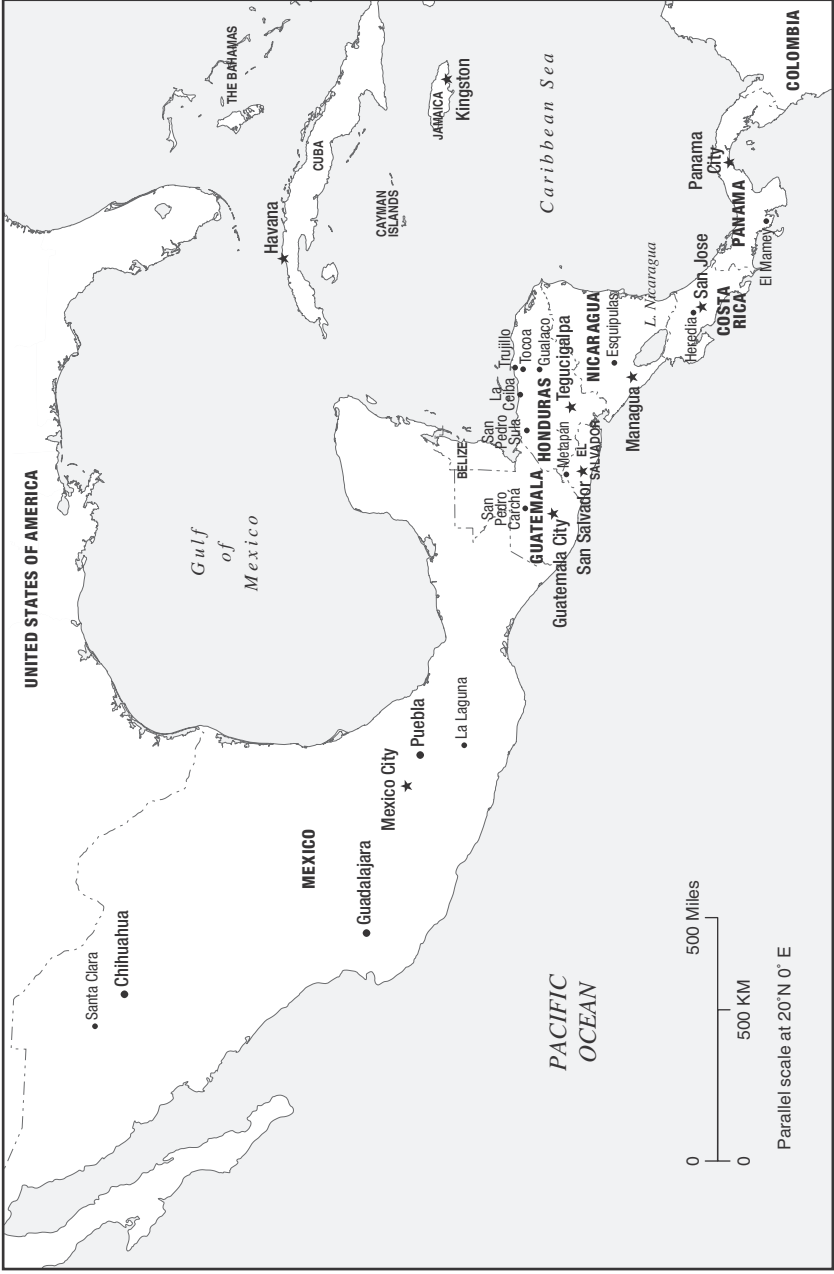 UNITED STATES OF AMERICA
Santa Clara
Chihuahua
MEXICO
Guadalajara
Mexico City
Puebla
La Laguna
Gulf
of
Mexico
THE BAHAMAS
Havana
CUBA
CAYMAN
ISLANDS
JAMAICA
Kingston
Caribbean Sea
BELIZE
San
Pedro
Carchá
GUATEMALA
Guatemala City
San
Pedro
Sula
La
Ceiba
Trujillo
Tocoa
Gualaco
HONDURAS
Tegucigalpa
Metapán
EL
SALVADOR
San Salvador
NICARAGUA
Esquipulas
Managua
L. Nicaragua
Heredia
San Jose
COSTA
RICA
Panama
City
PANAMA
El Mamey
COLOMBIA
PACIFIC
OCEAN
0
500 Miles
0
500 KM
Parallel scale at 20˚N 0˚ E